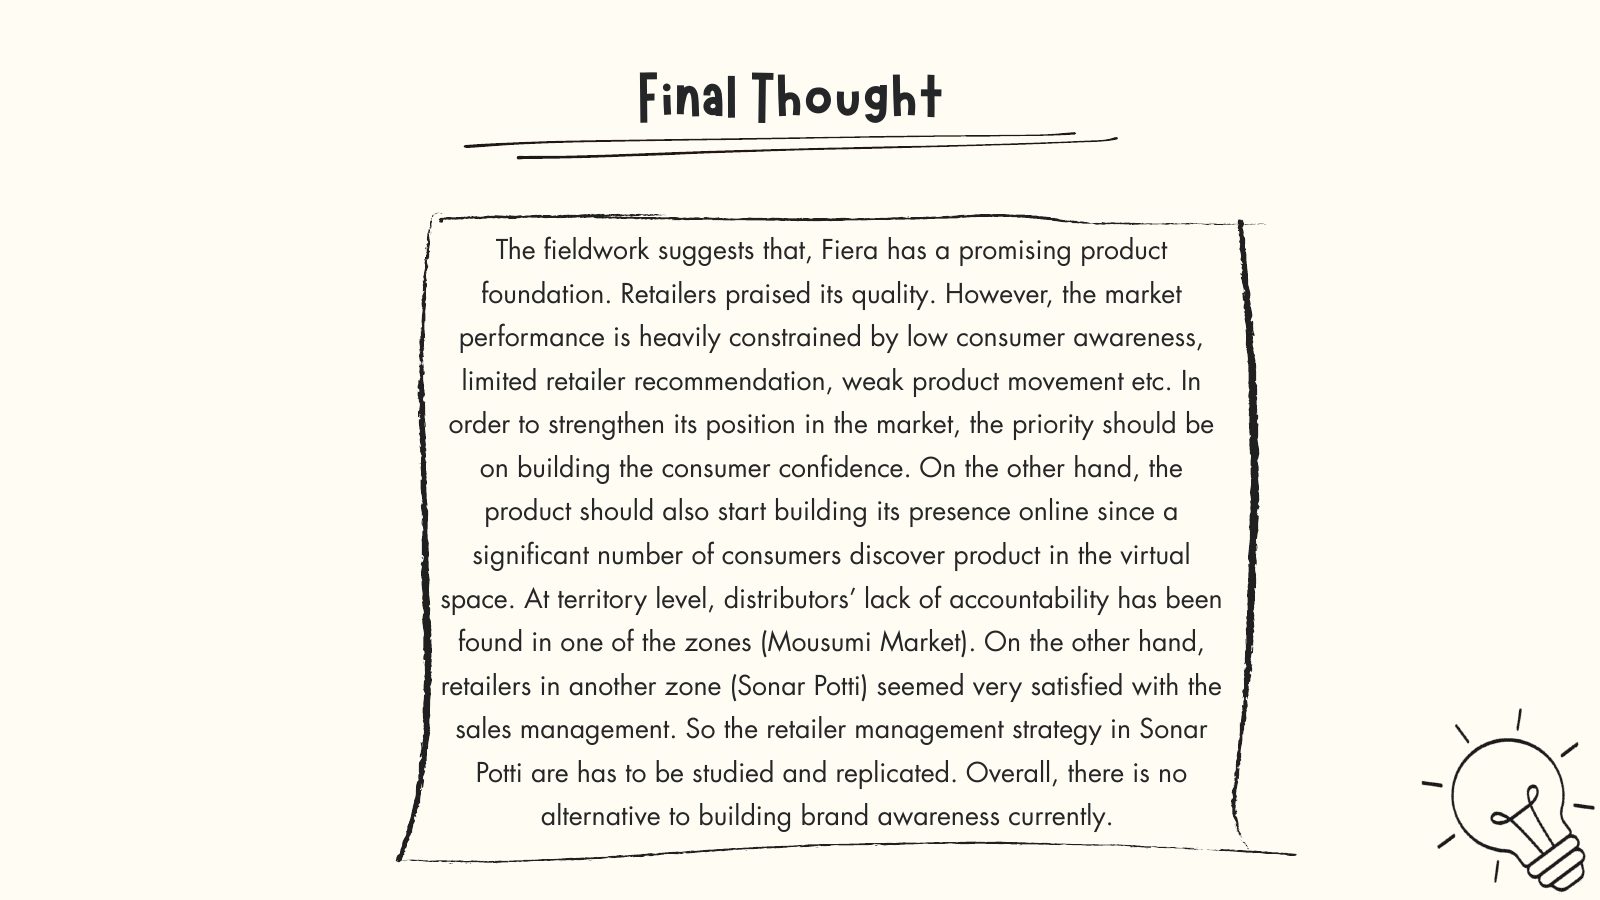 Final Thought
The fieldwork suggests that, Fiera has a promising product
foundation. Retailers praised its quality. However, the market
performance is heavily constrained by low consumer awareness,
limited retailer recommendation, weak product movement etc. In
order to strengthen its position in the market, the priority should be
on building the consumer confidence. On the other hand, the
product should also start building its presence online since a
significant number of consumers discover product in the virtual
space. At territory level, distributors’ lack of accountability has been
found in one of the zones (Mousumi Market). On the other hand,
retailers in another zone (Sonar Potti) seemed very satisfied with the
sales management. So the retailer management strategy in Sonar
Potti are has to be studied and replicated. Overall, there is no
alternative to building brand awareness currently.